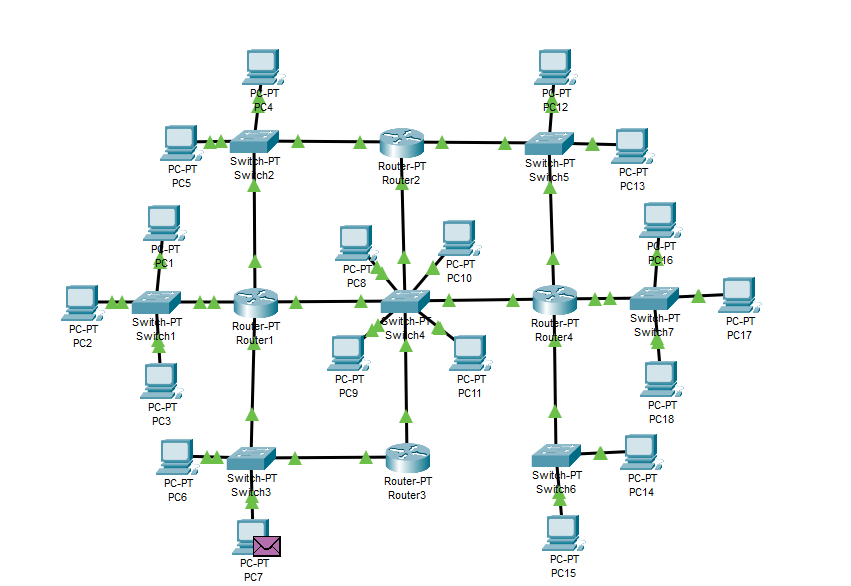 PC-PT
PC4
PC-PT
PC12
PC-PT
PC5
Switch-PT
Switch2
Router-PT
Router2
Switch-PT
Switch5
PC-PT
PC13
PC-PT
PC1
PC-PT
PC8
PC-PT
PC10
PC-PT
PC16
PC-PT
PC2
Switch-PT
Switch1
Router-PT
Router1
Switch-PT
Switch4
Router-PT
Router4
Switch-PT
Switch7
PC-PT
PC17
PC-PT
PC3
PC-PT
PC9
PC-PT
PC11
PC-PT
PC18
PC-PT
PC6
Switch-PT
Switch3
Router-PT
Router3
Switch-PT
Switch6
PC-PT
PC14
PC-PT
PC7
PC-PT
PC15